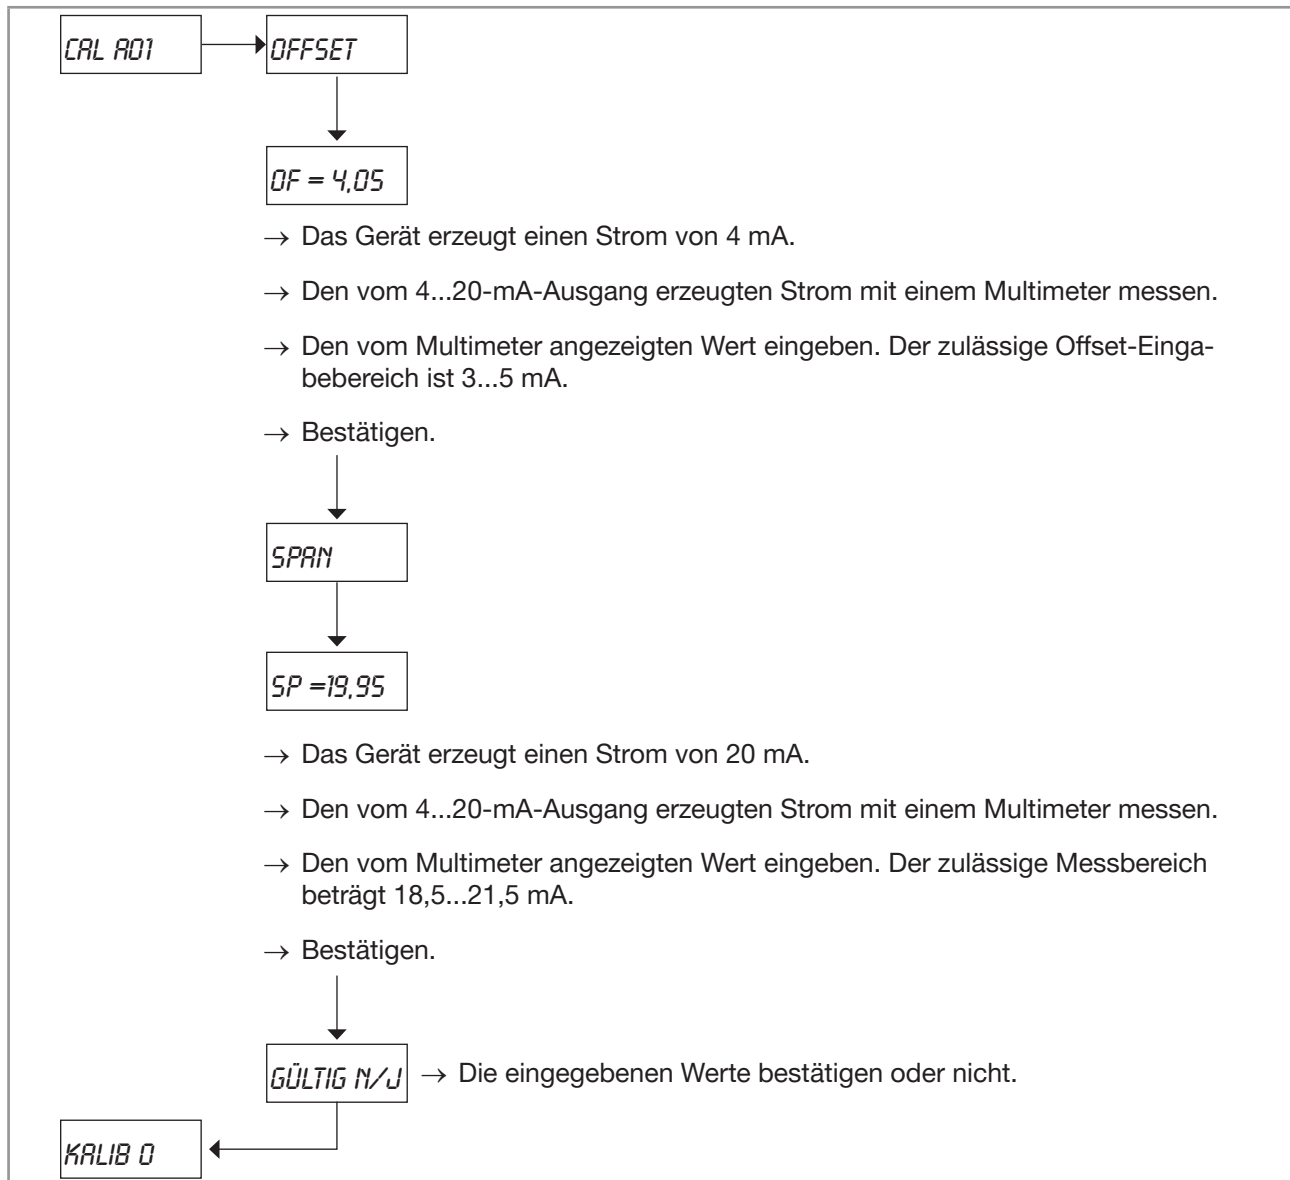 CAL AO1
OFFSET
OF = 4,05
→ Das Gerät erzeugt einen Strom von 4 mA.
→ Den vom 4...20-mA-Ausgang erzeugten Strom mit einem Multimeter messen.
→ Den vom Multimeter angezeigten Wert eingeben. Der zulässige Offset-Einga-
bebereich ist 3...5 mA.
→ Bestätigen.
SPAN
SP =19,95
→ Das Gerät erzeugt einen Strom von 20 mA.
→ Den vom 4...20-mA-Ausgang erzeugten Strom mit einem Multimeter messen.
→ Den vom Multimeter angezeigten Wert eingeben. Der zulässige Messbereich
beträgt 18,5...21,5 mA.
→ Bestätigen.
GÜLTIG N/J → Die eingegebenen Werte bestätigen oder nicht.
KALIB O